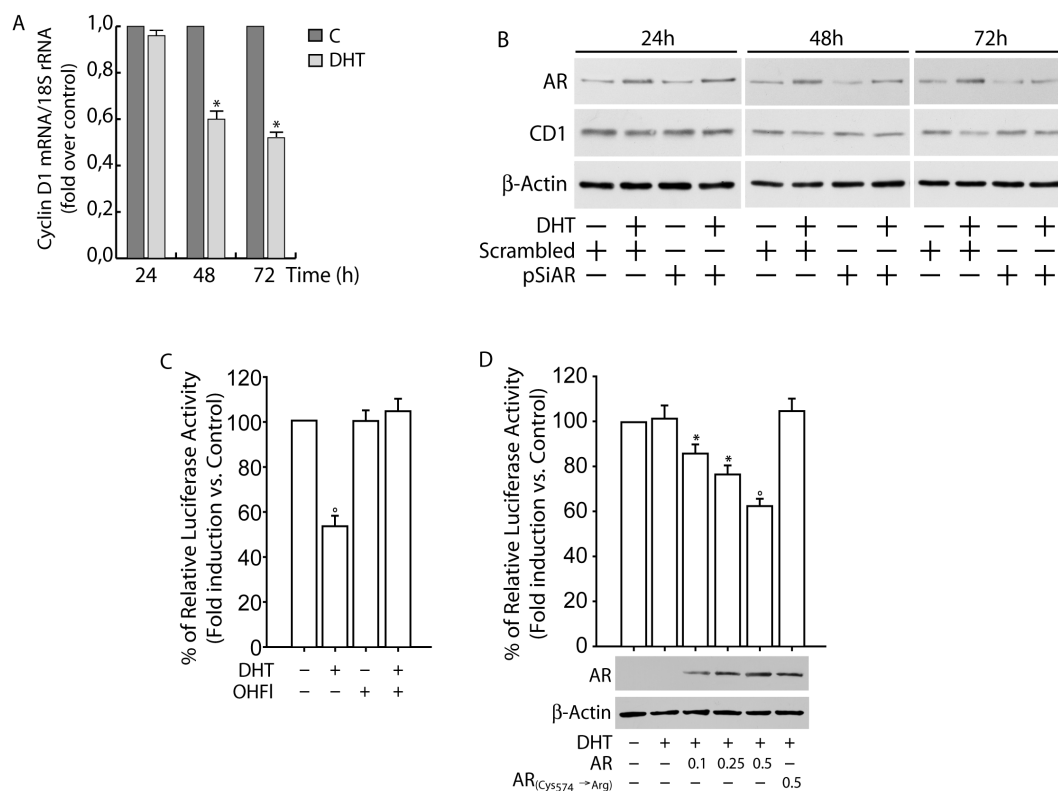 A
Cyclin D1 mRNA/18S rRNA
(fold over control)
1,0
0,8
0,6
0,4
0,2
0,0
C
DHT
*
*
24 48 72 Time (h)
B
24h 48h 72h
AR
CD1
β-Actin
DHT − + − + − + − + − + − +
Scrambled + + − − + + − − + + − −
pSiAR − − + + − − + + − − + +
C
% of Relative Luciferase Activity
(Fold induction vs. Control)
120
100
80
60
40
20
0
°
DHT − + − +
OHFl − − + +
D
% of Relative Luciferase Activity
(Fold induction vs. Control)
120
100
80
60
40
20
0
*
*
°
AR
β-Actin
DHT − + + + + +
AR − − 0.1 0.25 0.5 −
AR(Cys574→Arg) − − − − − 0.5